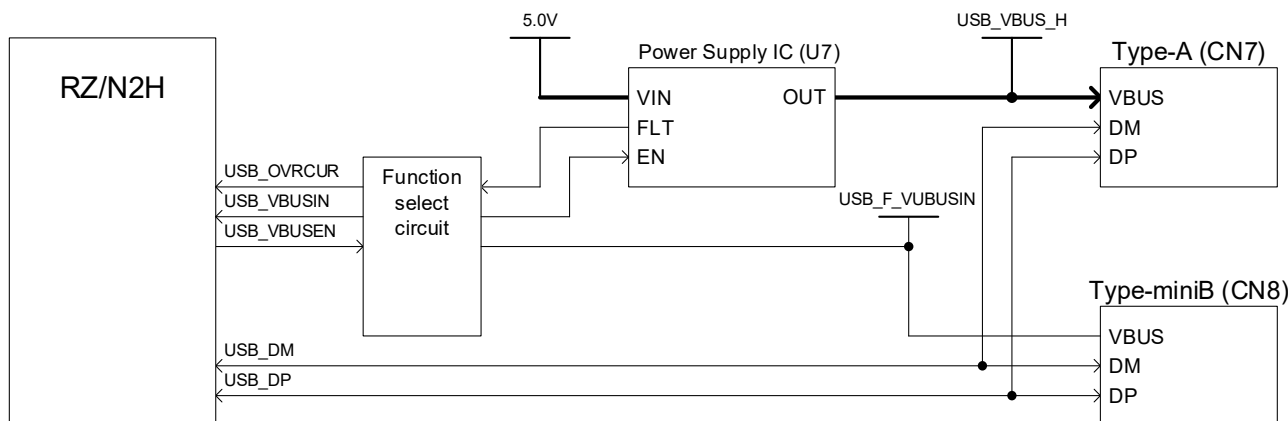 5.0V
USB_VBUS_H
RZ/N2H
Power Supply IC (U7)
Type-A (CN7)
VIN
OUT
VBUS
FLT
DM
EN
DP
USB_OVRCUR
Function
select
circuit
USB_VBUSIN
USB_VBUSEN
USB_F_VUBUSIN
Type-miniB (CN8)
VBUS
USB_DM
DM
USB_DP
DP